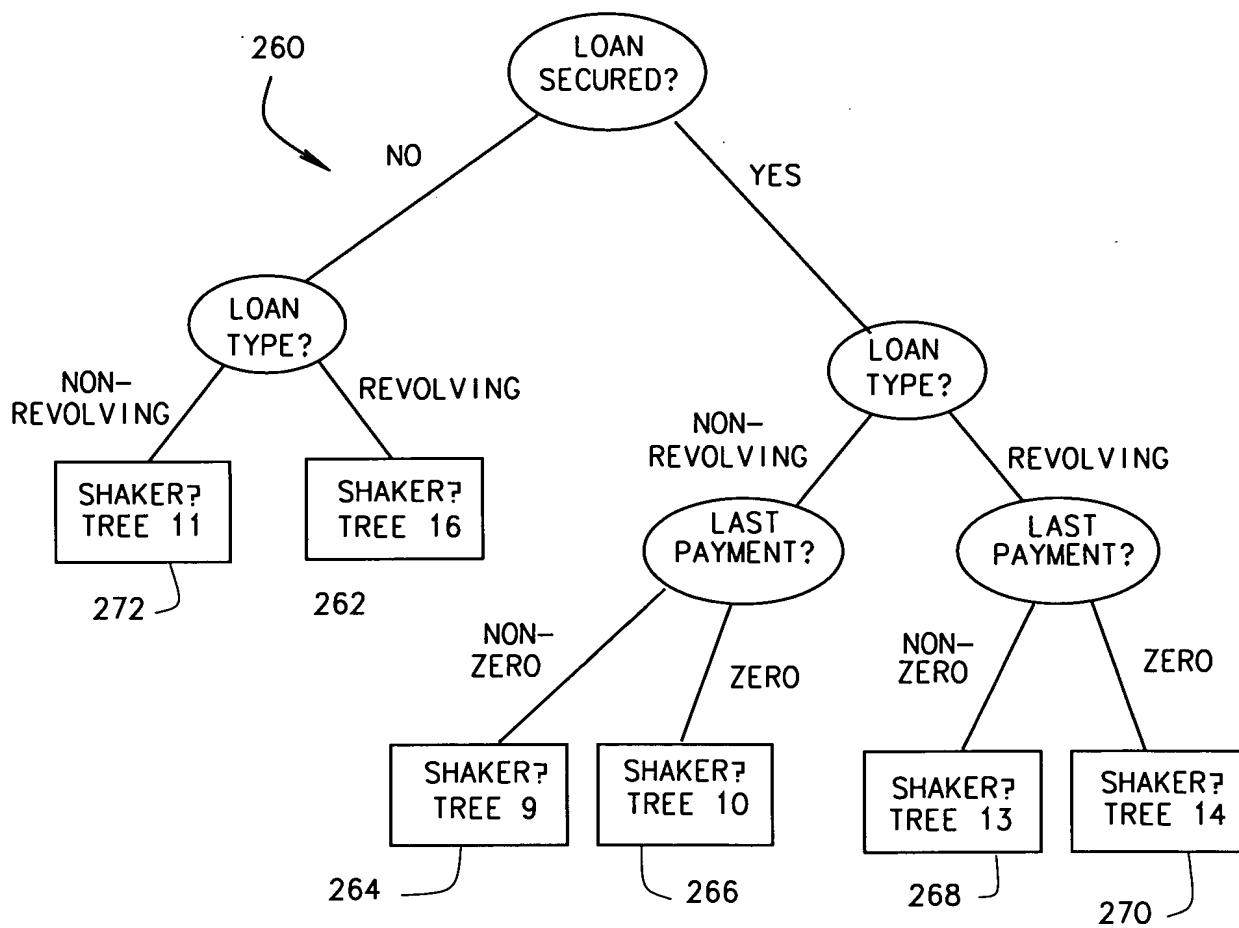 LOAN
SECURED?
260
NO
YES
LOAN
TYPE?
LOAN
TYPE?
NON-
REVOLVING
REVOLVING
NON-
REVOLVING
REVOLVING
SHAKER?
TREE 11
SHAKER?
TREE 16
LAST
PAYMENT?
LAST
PAYMENT?
272
262
NON-
ZERO
ZERO
NON-
ZERO
ZERO
SHAKER?
TREE 9
SHAKER?
TREE 10
SHAKER?
TREE 13
SHAKER?
TREE 14
264
266
268
270